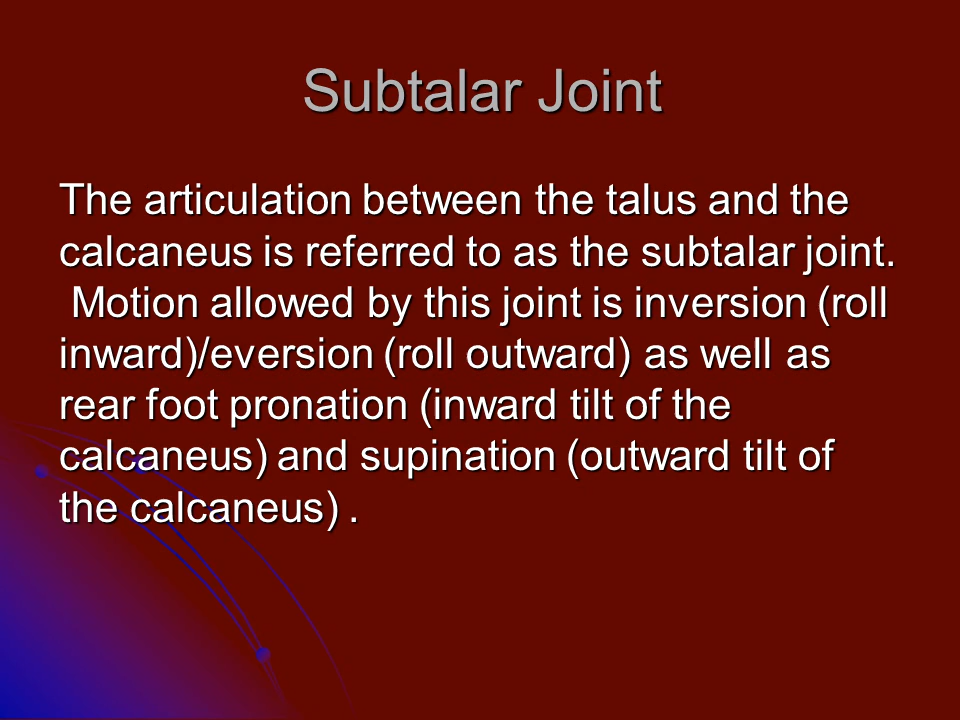 Subtalar Joint
The articulation between the talus and the
calcaneus is referred to as the subtalar joint.
Motion allowed by this joint is inversion (roll
inward)/eversion (roll outward) as well as
rear foot pronation (inward tilt of the
calcaneus) and supination (outward tilt of
the calcaneus) .